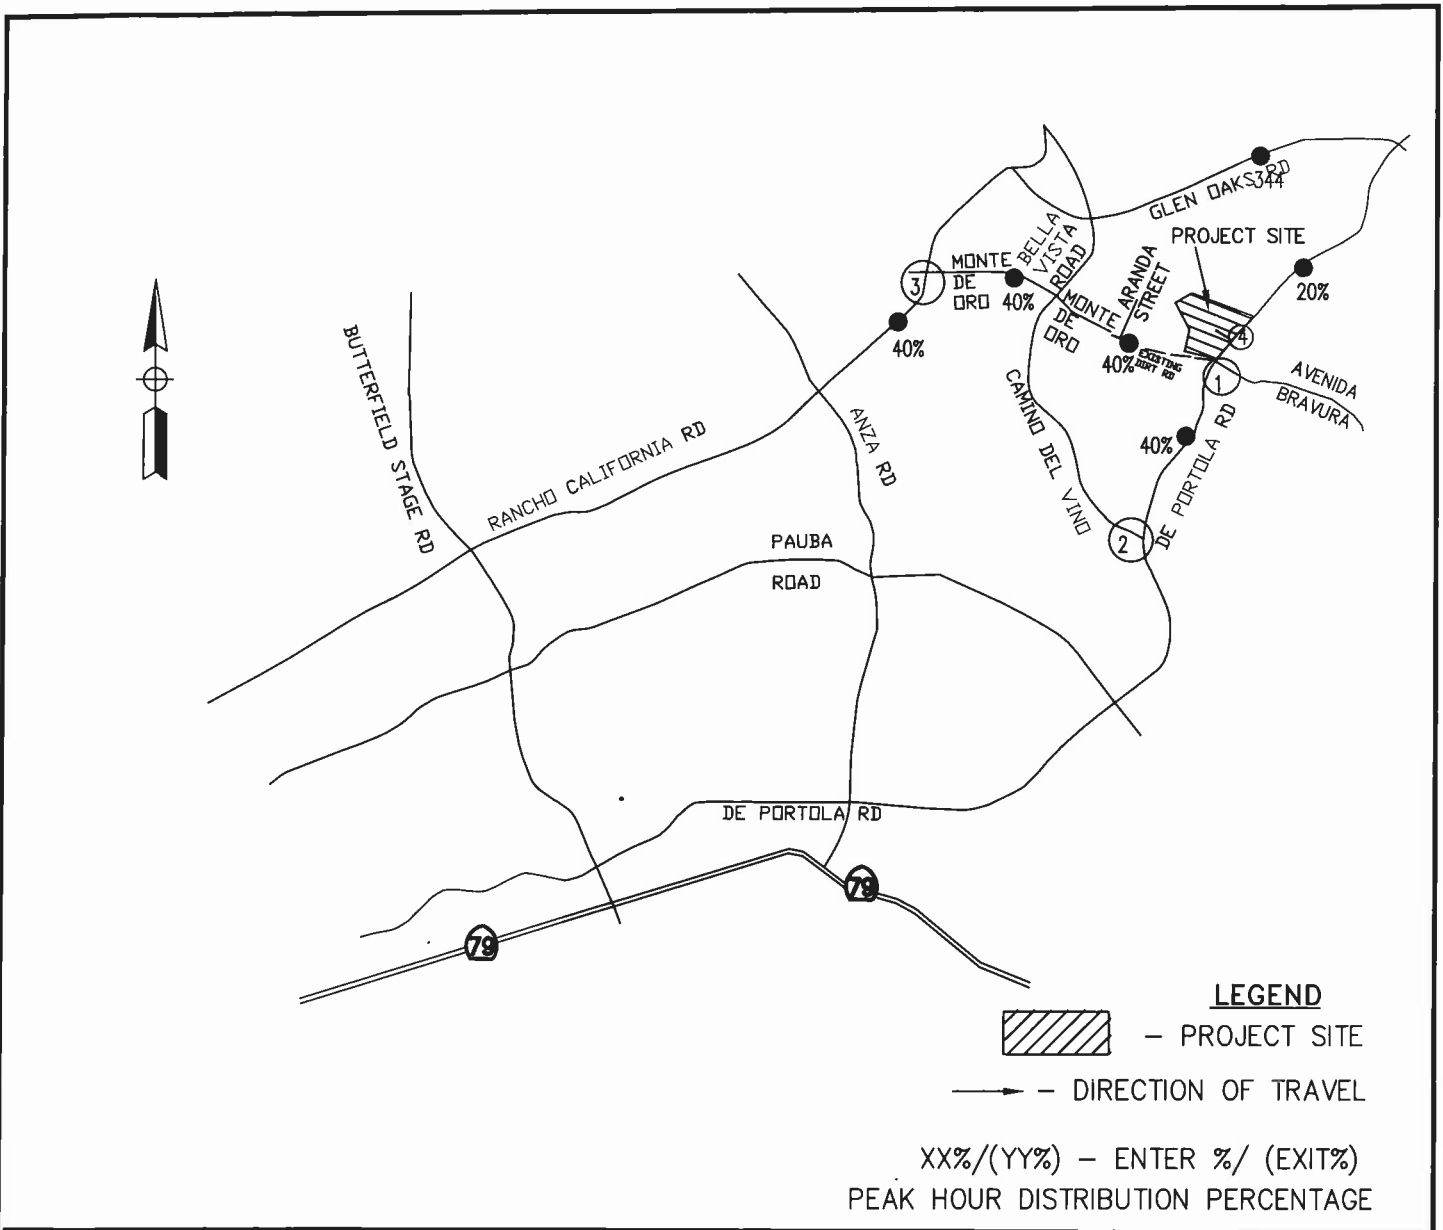 GLEN OAKS RD
344
PROJECT SITE
BELLA
VISTA
ROAD
ARANDA
STREET
MONTE
DE
ORO
3
40%
MONTE
DE
ORO
20%
4
40%
40%
EXISTING
DIRT RD
1
AVENIDA
BRAVURA
BUTTERFIELD STAGE RD
RANCHO CALIFORNIA RD
ANZA RD
CAMINO DEL VINO
40%
DE PORTOLA RD
2
PAUBA
ROAD
DE PORTOLA RD
79
79
LEGEND
- PROJECT SITE
- DIRECTION OF TRAVEL
XX%/(YY%) - ENTER %/ (EXIT%)
PEAK HOUR DISTRIBUTION PERCENTAGE